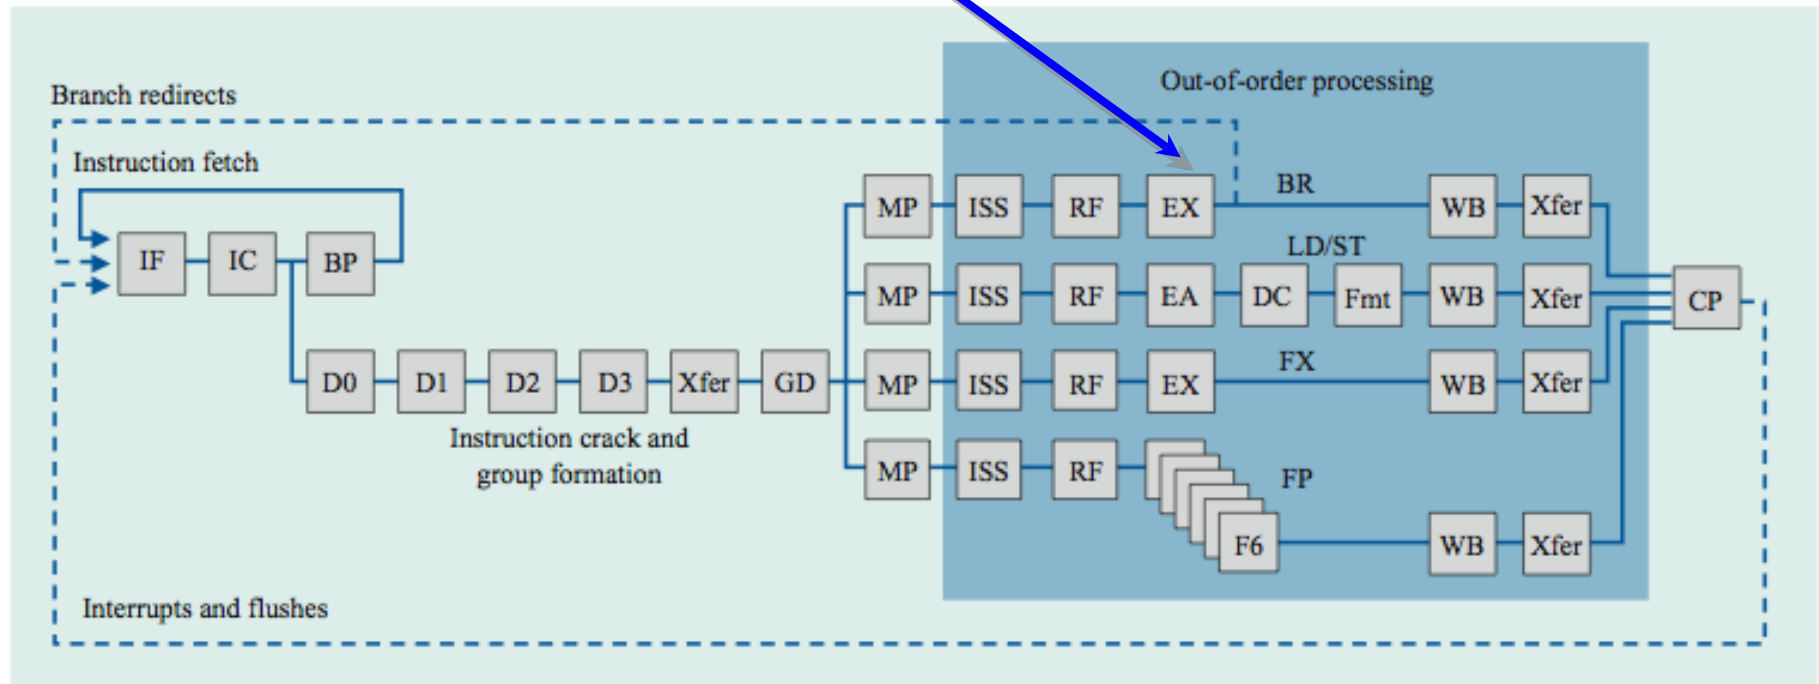 Out-of-order processing
Branch redirects
Instruction fetch
MP ISS RF EX BR WB Xfer
IF IC BP
LD/ST
MP ISS RF EA DC Fmt WB Xfer CP
FX
D0 D1 D2 D3 Xfer GD MP ISS RF EX WB Xfer
Instruction crack and
group formation
MP ISS RF FP
F6 WB Xfer
Interrupts and flushes